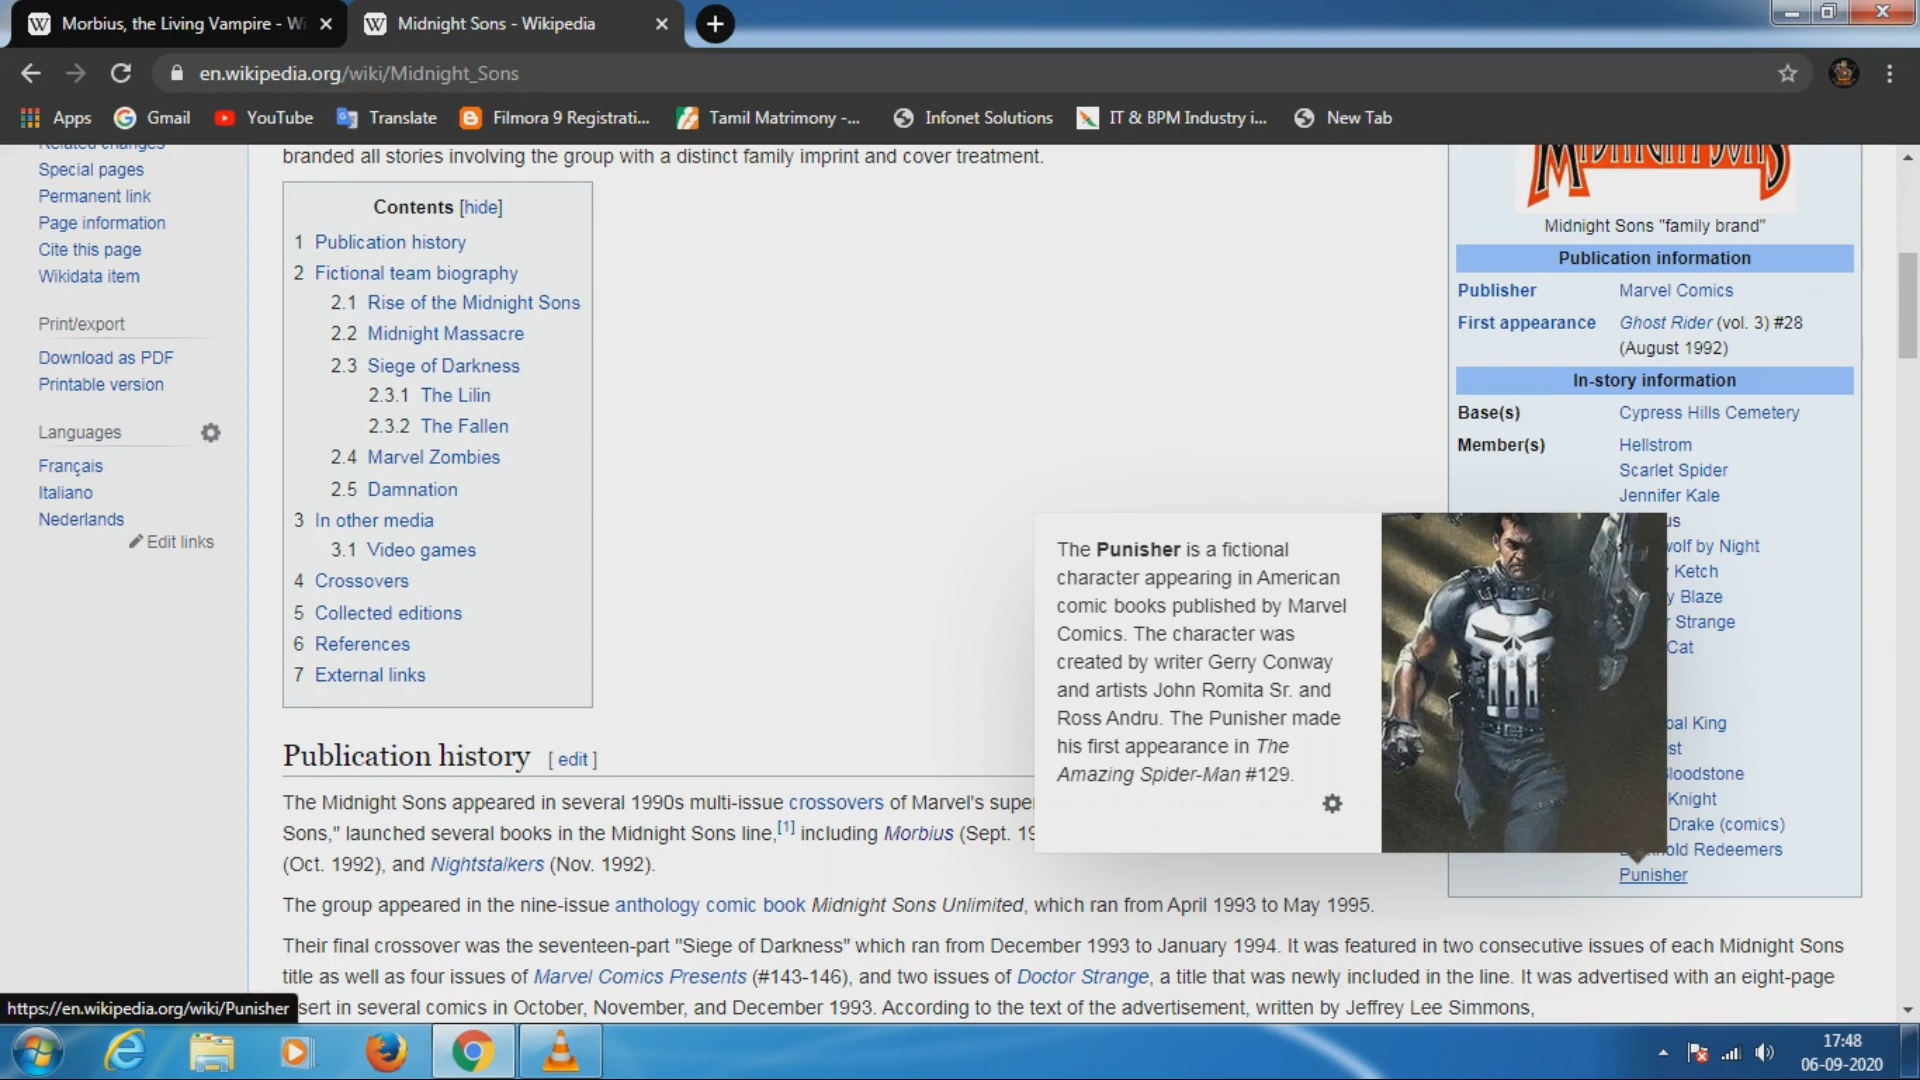 Morbius, the Living Vampire - Wi
Midnight Sons - Wikipedia
en.wikipedia.org/wiki/Midnight_Sons
Apps
Gmail
YouTube
Translate
Filmora 9 Registrati...
Tamil Matrimony -...
Infonet Solutions
IT & BPM Industry i...
New Tab
Related changes
Special pages
Permanent link
Page information
Cite this page
Wikidata item
Print/export
Download as PDF
Printable version
Languages
Français
Italiano
Nederlands
Edit links
branded all stories involving the group with a distinct family imprint and cover treatment.
Contents [hide]
1 Publication history
2 Fictional team biography
2.1 Rise of the Midnight Sons
2.2 Midnight Massacre
2.3 Siege of Darkness
2.3.1 The Lilin
2.3.2 The Fallen
2.4 Marvel Zombies
2.5 Damnation
3 In other media
3.1 Video games
4 Crossovers
5 Collected editions
6 References
7 External links
MIDNIGHT SONS
Midnight Sons "family brand"
Publication information
Publisher Marvel Comics
First appearance Ghost Rider (vol. 3) #28
(August 1992)
In-story information
Base(s) Cypress Hills Cemetery
Member(s) Hellstrom
Scarlet Spider
Jennifer Kale
us
wolf by Night
Ketch
y Blaze
r Strange
Cat
bal King
st
loodstone
Knight
Drake (comics)
hold Redeemers
Punisher
The Punisher is a fictional
character appearing in American
comic books published by Marvel
Comics. The character was
created by writer Gerry Conway
and artists John Romita Sr. and
Ross Andru. The Punisher made
his first appearance in The
Amazing Spider-Man #129.
Publication history [ edit ]
The Midnight Sons appeared in several 1990s multi-issue crossovers of Marvel's supe
Sons," launched several books in the Midnight Sons line,[1] including Morbius (Sept. 19
(Oct. 1992), and Nightstalkers (Nov. 1992).
The group appeared in the nine-issue anthology comic book Midnight Sons Unlimited, which ran from April 1993 to May 1995.
Their final crossover was the seventeen-part "Siege of Darkness" which ran from December 1993 to January 1994. It was featured in two consecutive issues of each Midnight Sons
title as well as four issues of Marvel Comics Presents (#143-146), and two issues of Doctor Strange, a title that was newly included in the line. It was advertised with an eight-page
sert in several comics in October, November, and December 1993. According to the text of the advertisement, written by Jeffrey Lee Simmons,
https://en.wikipedia.org/wiki/Punisher
17:48
06-09-2020